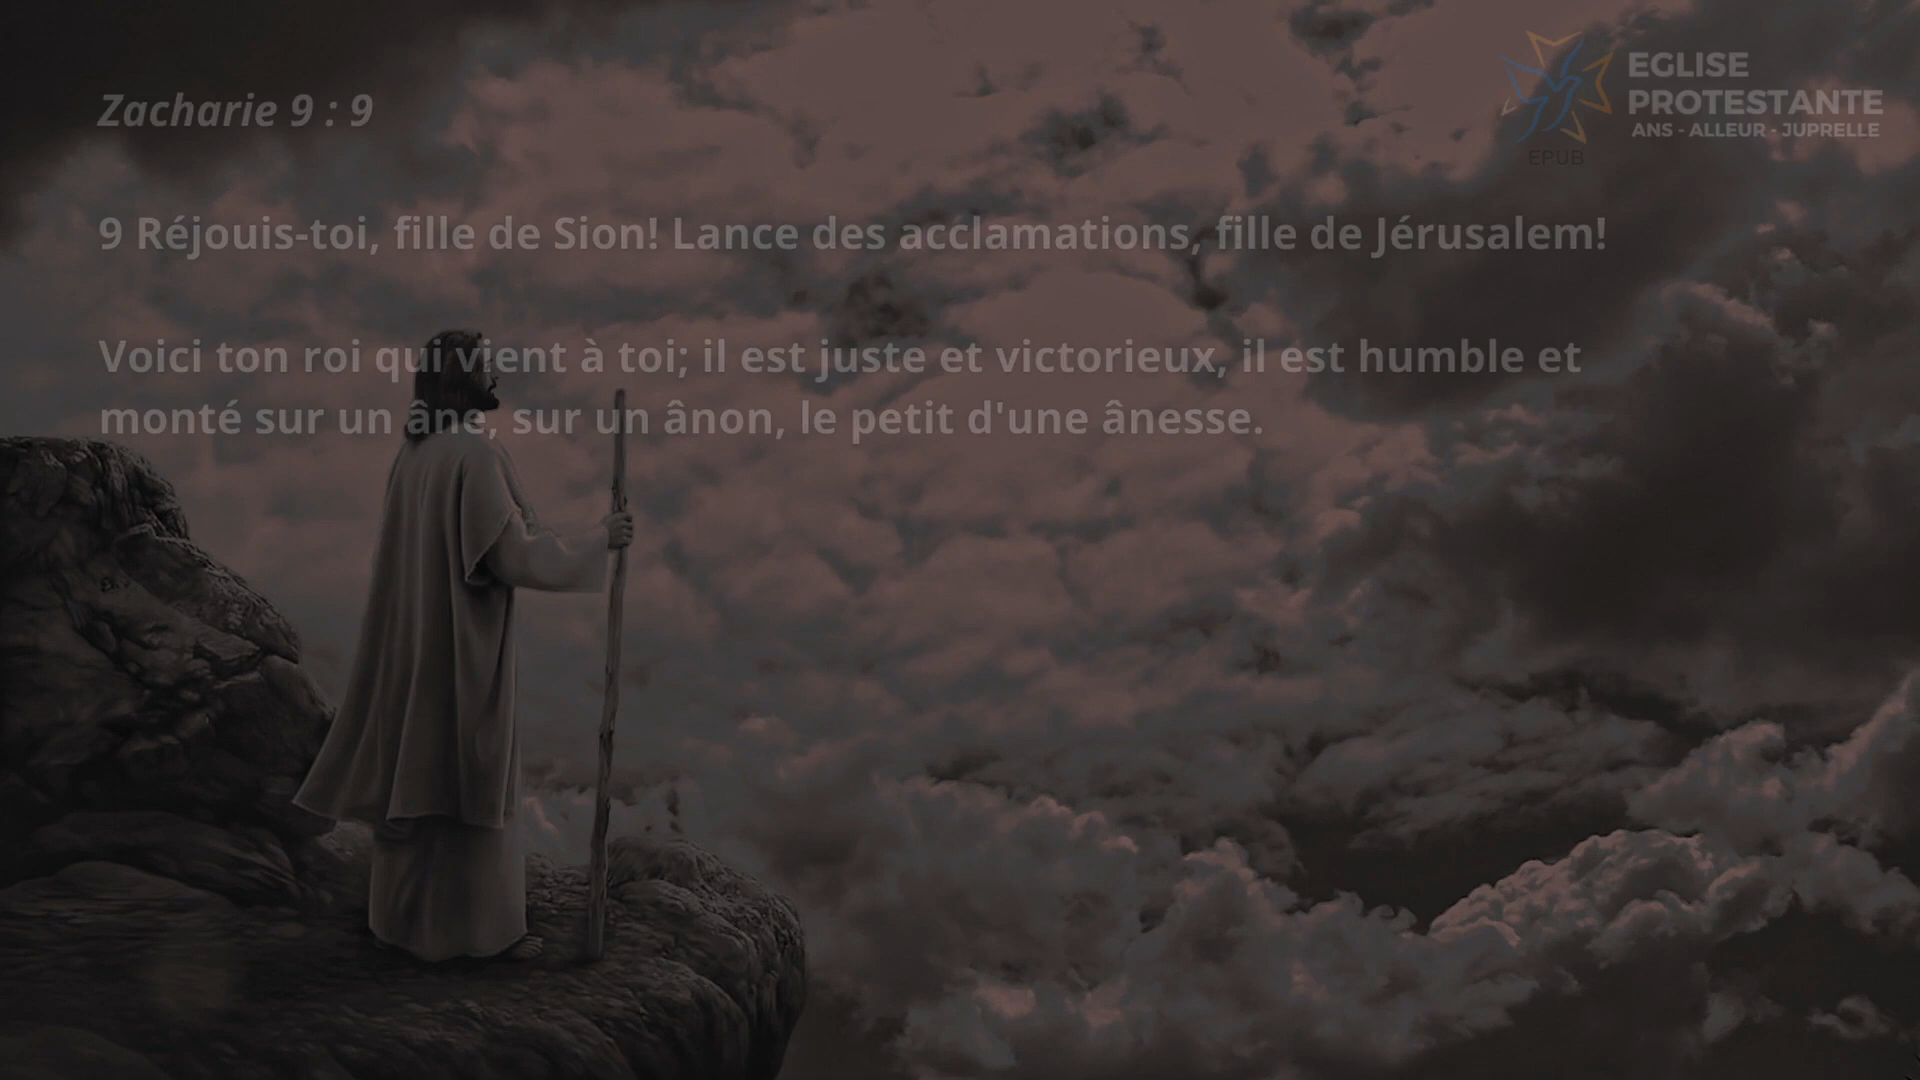 Zacharie 9 : 9
EGLISE
PROTESTANTE
ANS - ALLEUR - JUPRELLE
EPUB
9 Réjouis-toi, fille de Sion! Lance des acclamations, fille de Jérusalem!
Voici ton roi qui vient à toi; il est juste et victorieux, il est humble et
monté sur un âne, sur un ânon, le petit d'une ânesse.